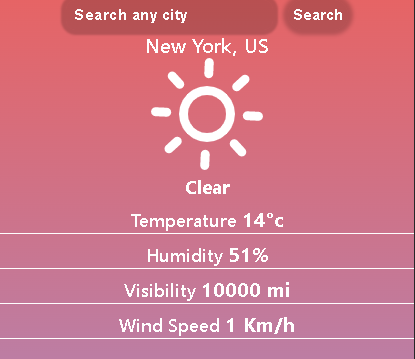 Search any city Search
New York, US
Clear
Temperature 14°c
Humidity 51%
Visibility 10000 mi
Wind Speed 1 Km/h